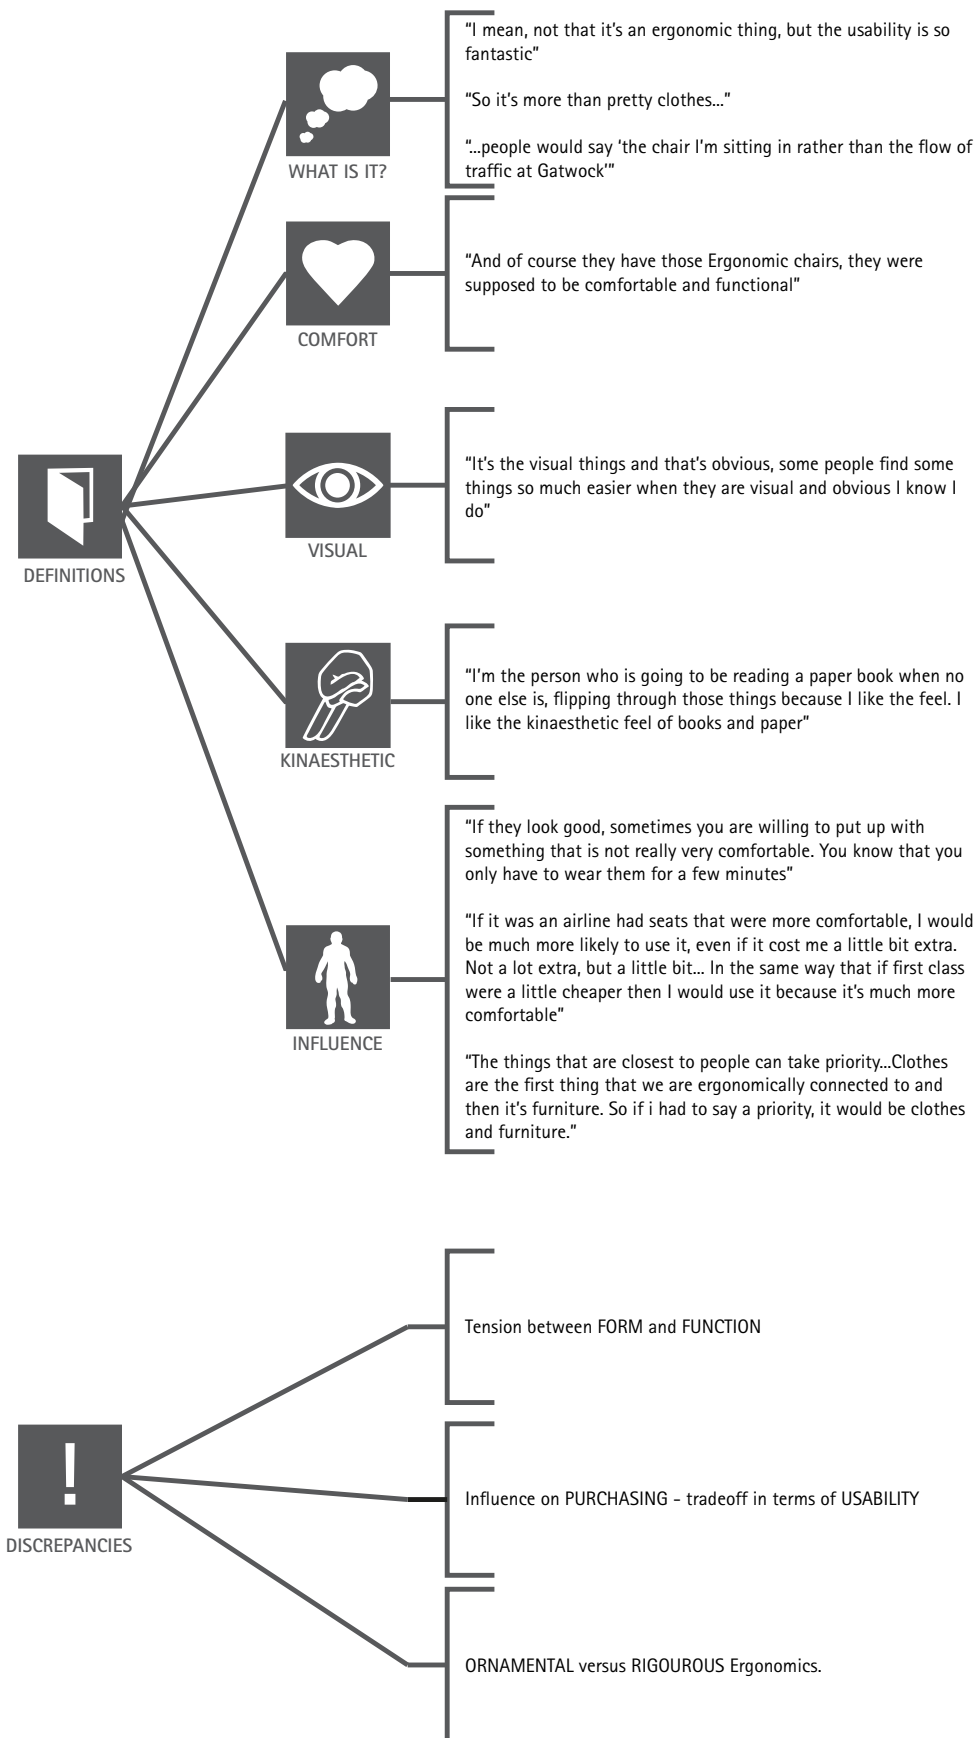 "I mean, not that it's an ergonomic thing, but the usability is so
fantastic"
"So it's more than pretty clothes..."
"...people would say 'the chair I'm sitting in rather than the flow of
traffic at Gatwock'"
WHAT IS IT?
"And of course they have those Ergonomic chairs, they were
supposed to be comfortable and functional"
COMFORT
"It's the visual things and that's obvious, some people find some
things so much easier when they are visual and obvious I know I
do"
VISUAL
DEFINITIONS
"I'm the person who is going to be reading a paper book when no
one else is, flipping through those things because I like the feel. I
like the kinaesthetic feel of books and paper"
KINAESTHETIC
"If they look good, sometimes you are willing to put up with
something that is not really very comfortable. You know that you
only have to wear them for a few minutes"
"If it was an airline had seats that were more comfortable, I would
be much more likely to use it, even if it cost me a little bit extra.
Not a lot extra, but a little bit... In the same way that if first class
were a little cheaper then I would use it because it's much more
comfortable"
INFLUENCE
"The things that are closest to people can take priority...Clothes
are the first thing that we are ergonomically connected to and
then it's furniture. So if i had to say a priority, it would be clothes
and furniture."
Tension between FORM and FUNCTION
!
Influence on PURCHASING - tradeoff in terms of USABILITY
DISCREPANCIES
ORNAMENTAL versus RIGOUROUS Ergonomics.